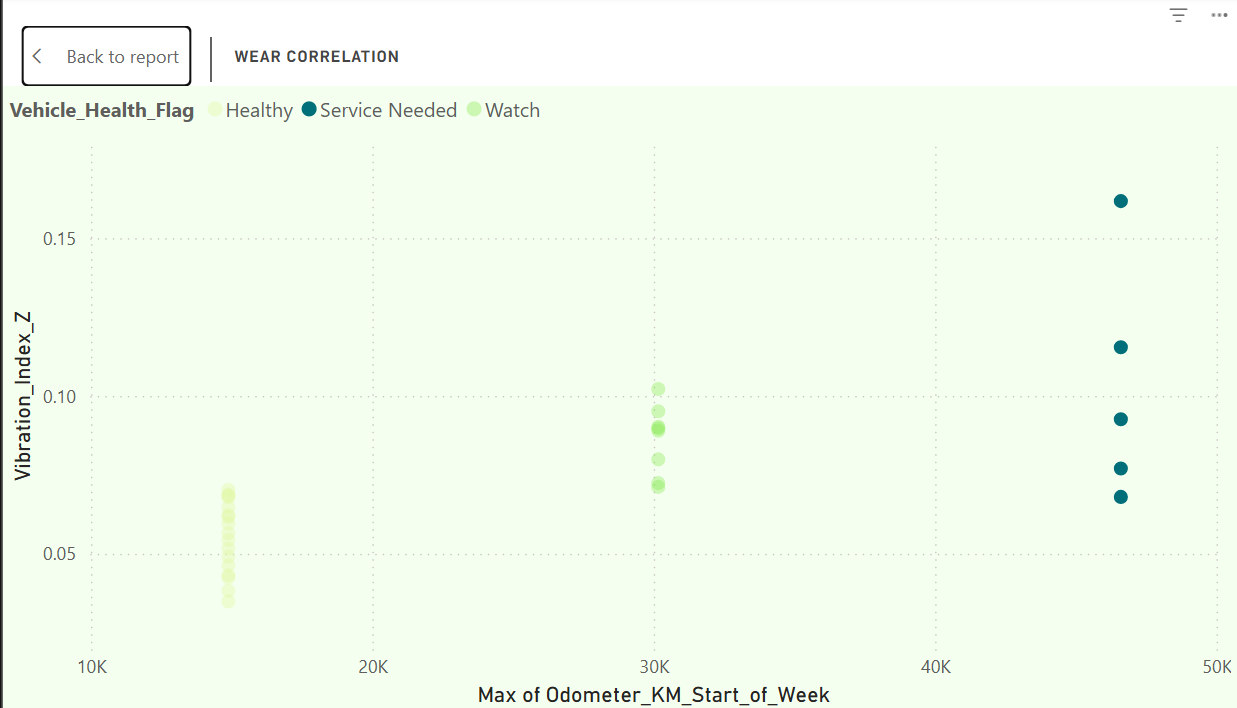 Back to report
WEAR CORRELATION
Vehicle_Health_Flag Healthy Service Needed Watch
Vibration_Index_Z
0.15
0.10
0.05
10K 20K 30K 40K 50K
Max of Odometer_KM_Start_of_Week